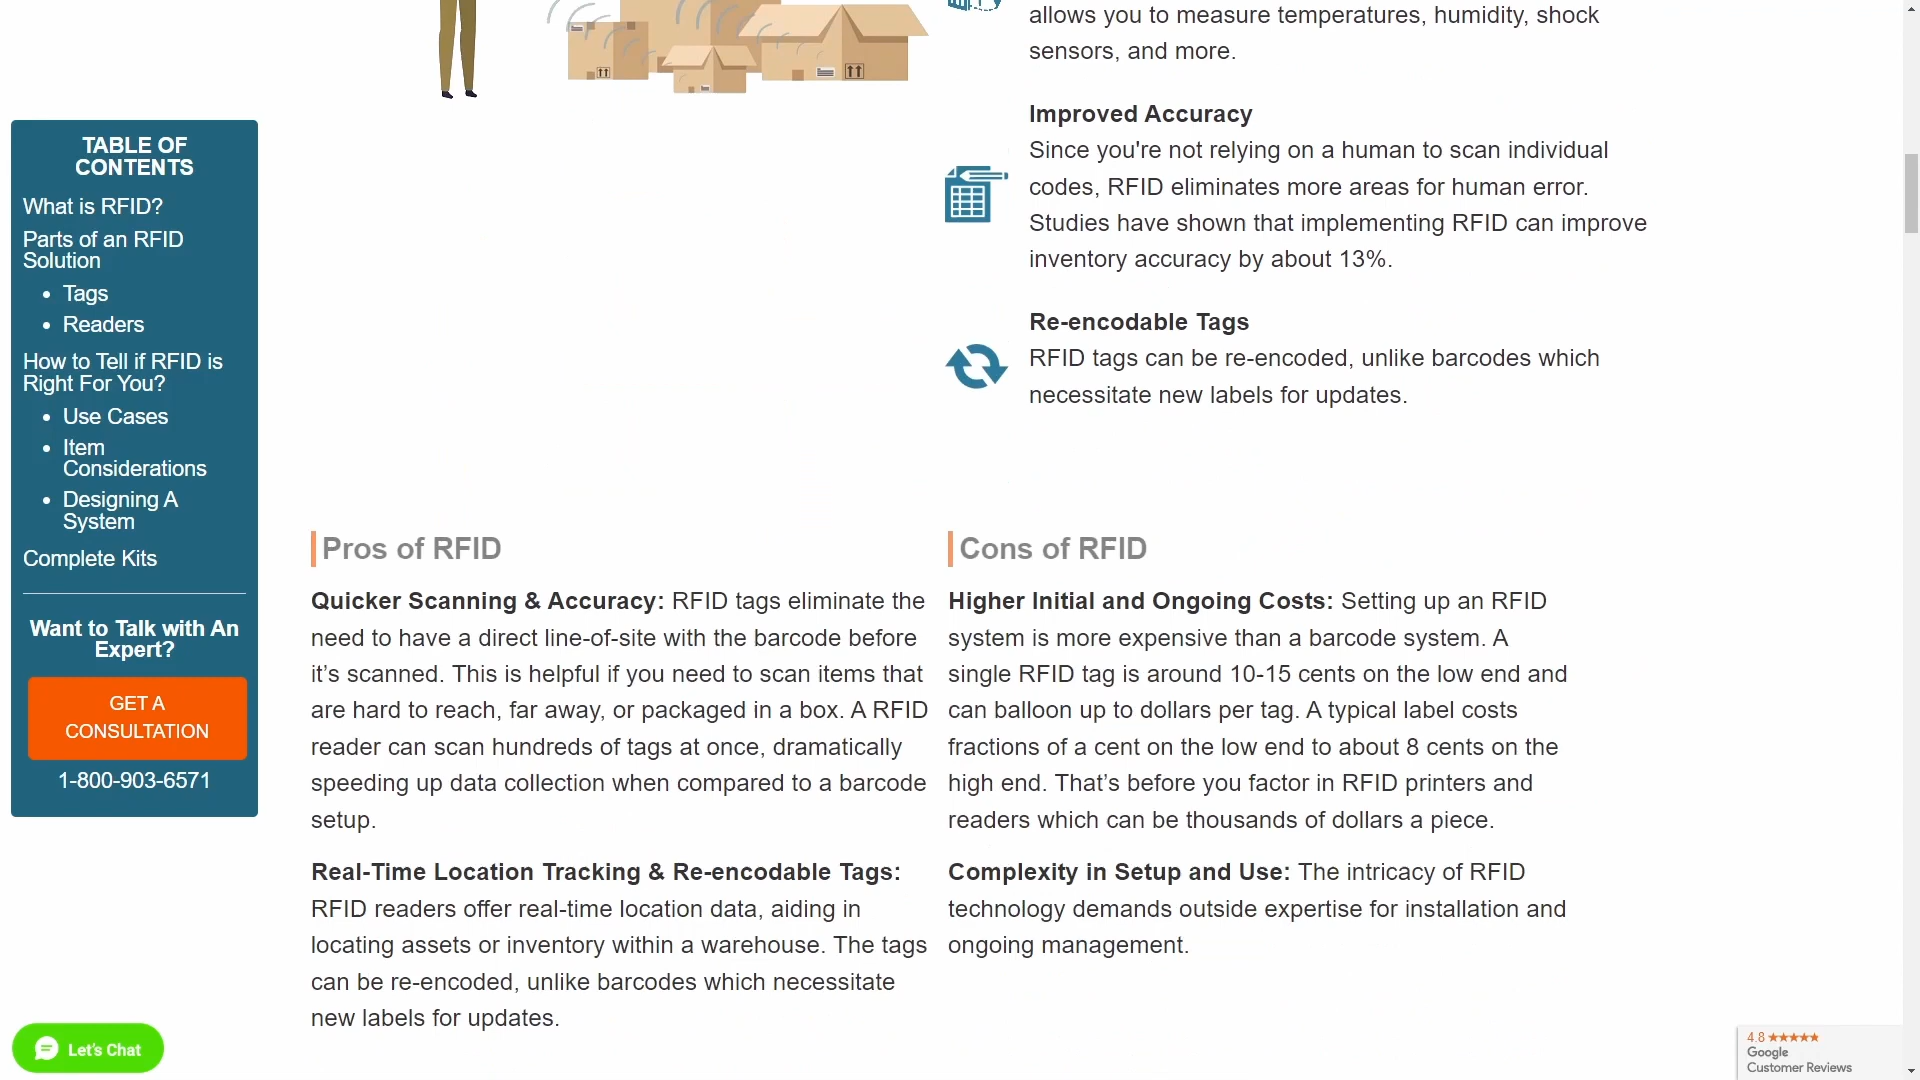 allows you to measure temperatures, humidity, shock
sensors, and more.
Improved Accuracy
Since you're not relying on a human to scan individual
codes, RFID eliminates more areas for human error.
Studies have shown that implementing RFID can improve
inventory accuracy by about 13%.
Re-encodable Tags
RFID tags can be re-encoded, unlike barcodes which
necessitate new labels for updates.
TABLE OF
CONTENTS
What is RFID?
Parts of an RFID
Solution
• Tags
• Readers
How to Tell if RFID is
Right For You?
• Use Cases
• Item
Considerations
• Designing A
System
Complete Kits
Want to Talk with An
Expert?
GET A
CONSULTATION
1-800-903-6571
Pros of RFID
Quicker Scanning & Accuracy: RFID tags eliminate the
need to have a direct line-of-site with the barcode before
it’s scanned. This is helpful if you need to scan items that
are hard to reach, far away, or packaged in a box. A RFID
reader can scan hundreds of tags at once, dramatically
speeding up data collection when compared to a barcode
setup.
Real-Time Location Tracking & Re-encodable Tags:
RFID readers offer real-time location data, aiding in
locating assets or inventory within a warehouse. The tags
can be re-encoded, unlike barcodes which necessitate
new labels for updates.
Cons of RFID
Higher Initial and Ongoing Costs: Setting up an RFID
system is more expensive than a barcode system. A
single RFID tag is around 10-15 cents on the low end and
can balloon up to dollars per tag. A typical label costs
fractions of a cent on the low end to about 8 cents on the
high end. That’s before you factor in RFID printers and
readers which can be thousands of dollars a piece.
Complexity in Setup and Use: The intricacy of RFID
technology demands outside expertise for installation and
ongoing management.
Let's Chat
4.8 ★★★★★
Google
Customer Reviews